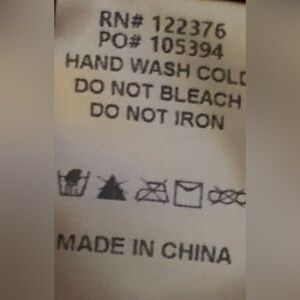 RN# 122376
PO# 105394
HAND WASH COLD
DO NOT BLEACH
DO NOT IRON
MADE IN CHINA